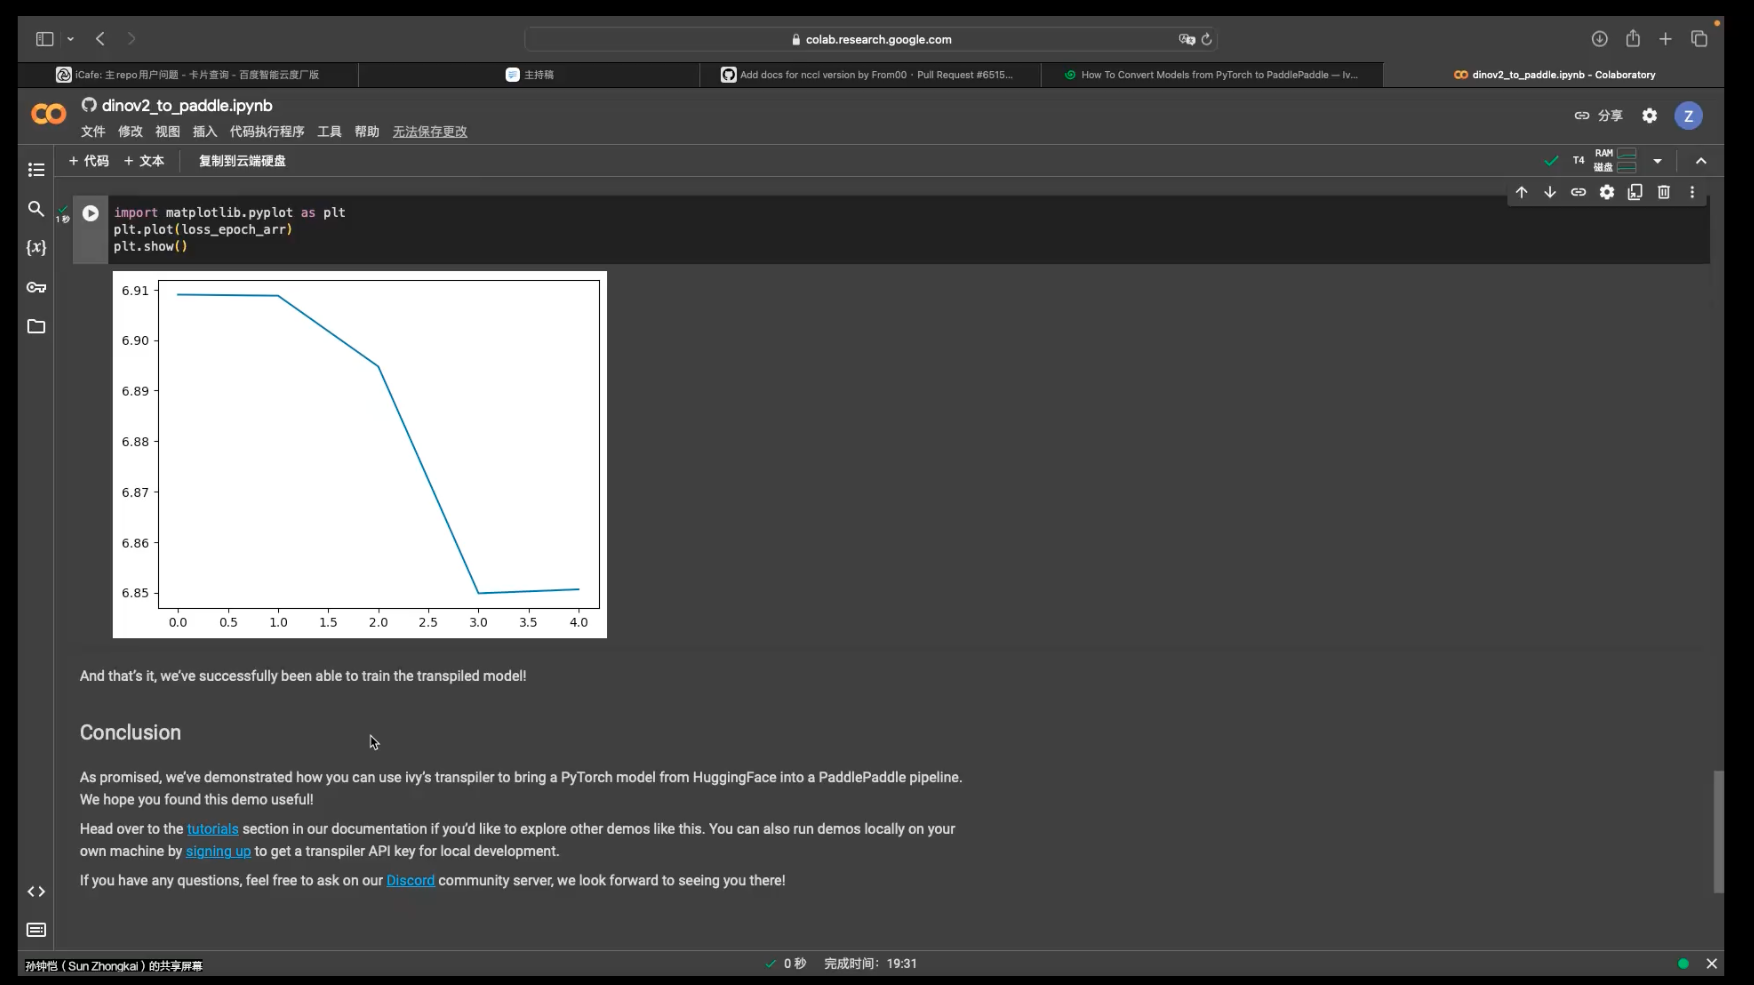 colab.research.google.com
iCafe: 主repo用户问题 - 卡片查询 - 百度智能云度厂版
主持稿
Add docs for nccl version by From00 · Pull Request #6515...
How To Convert Models from PyTorch to PaddlePaddle — Iv...
dinov2_to_paddle.ipynb - Colaboratory
dinov2_to_paddle.ipynb
分享
Z
文件 修改 视图 插入 代码执行程序 工具 帮助 无法保存更改
+ 代码 + 文本 复制到云端硬盘
T4
RAM
磁盘
{x}
1秒
import matplotlib.pyplot as plt
plt.plot(loss_epoch_arr)
plt.show()
6.91
6.90
6.89
6.88
6.87
6.86
6.85
0.0 0.5 1.0 1.5 2.0 2.5 3.0 3.5 4.0
And that's it, we've successfully been able to train the transpiled model!
Conclusion
As promised, we've demonstrated how you can use ivy's transpiler to bring a PyTorch model from HuggingFace into a PaddlePaddle pipeline.
We hope you found this demo useful!
Head over to the tutorials section in our documentation if you'd like to explore other demos like this. You can also run demos locally on your
own machine by signing up to get a transpiler API key for local development.
If you have any questions, feel free to ask on our Discord community server, we look forward to seeing you there!
孙钟恺（Sun Zhongkai）的共享屏幕
0 秒 完成时间：19:31